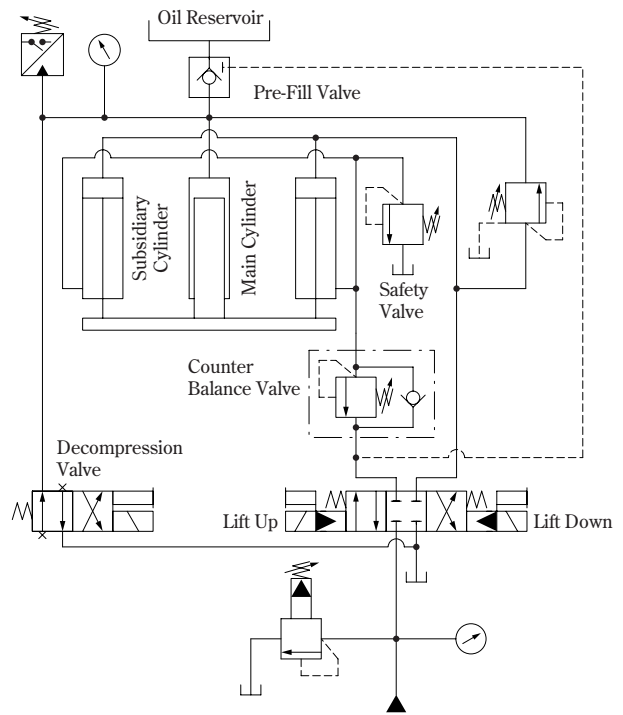 Oil Reservoir
Pre-Fill Valve
Subsidiary
Cylinder
Main Cylinder
Safety
Valve
Counter
Balance Valve
Decompression
Valve
Lift Up
Lift Down